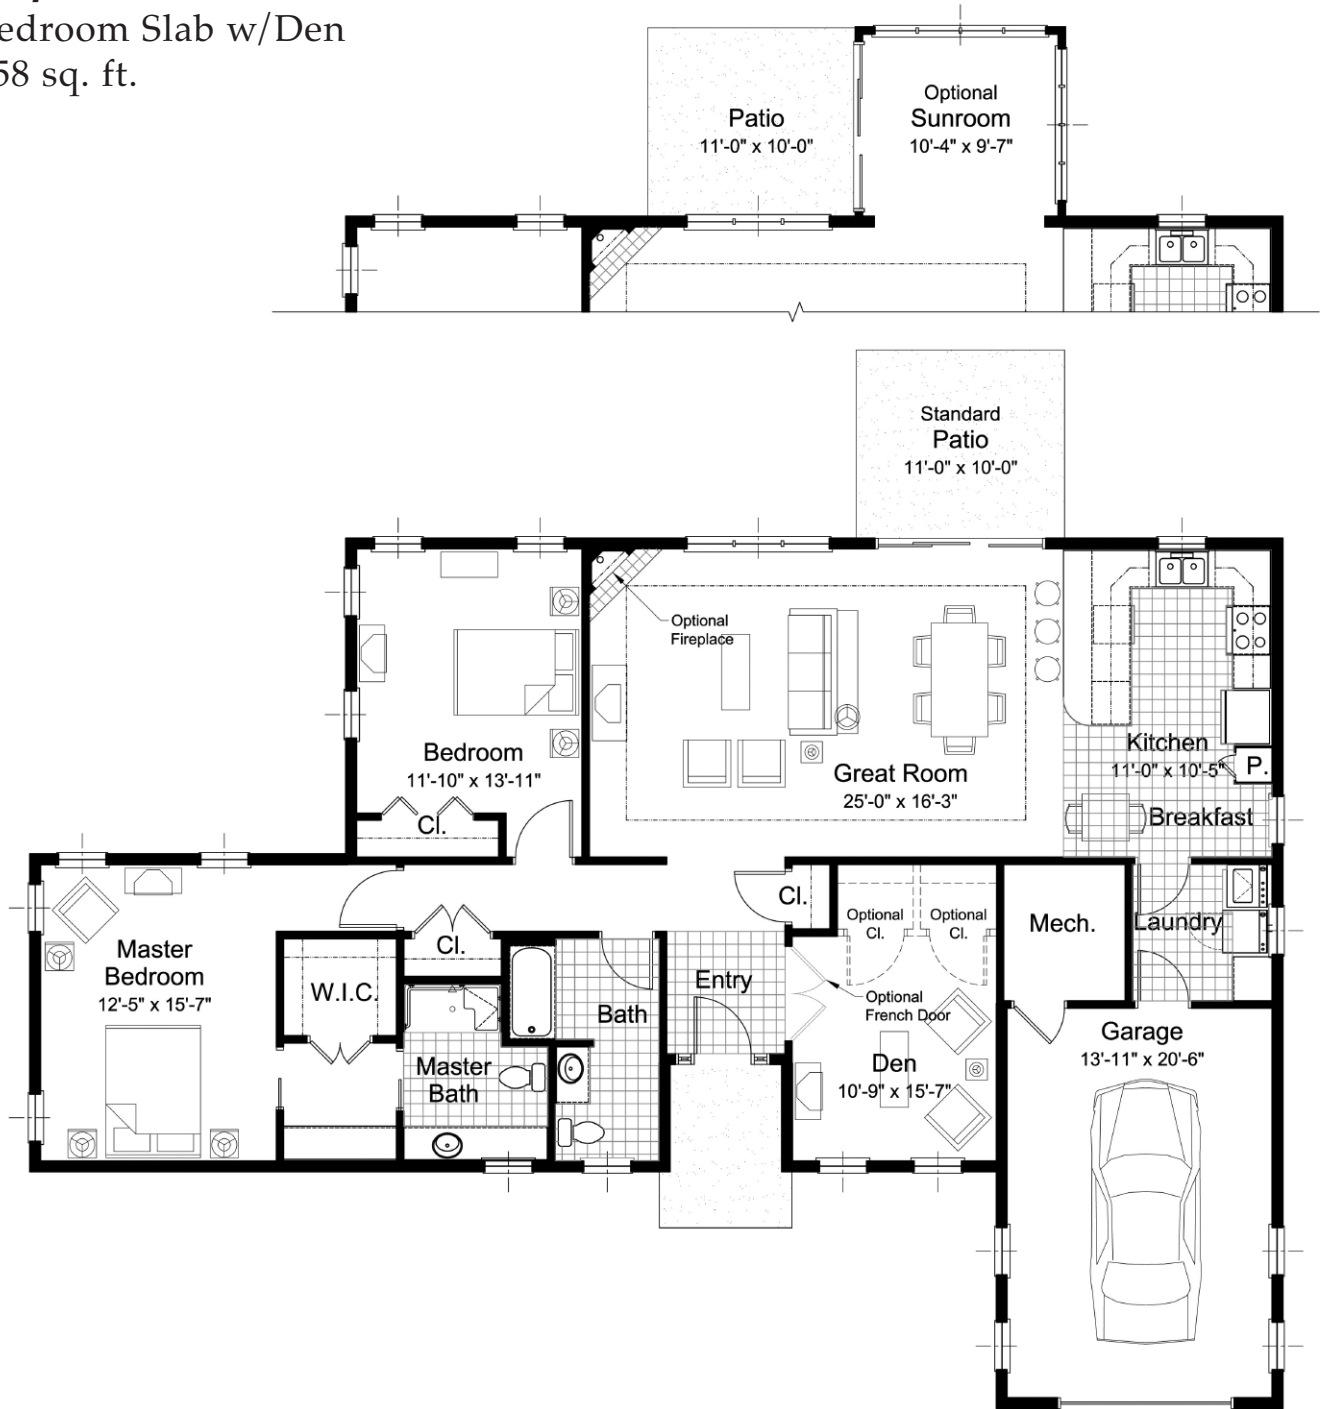 edroom Slab w/Den
58 sq. ft.
Patio
11'-0" x 10'-0"
Optional
Sunroom
10'-4" x 9'-7"
Standard
Patio
11'-0" x 10'-0"
Optional
Fireplace
Bedroom
11'-10" x 13'-11"
Cl.
Great Room
25'-0" x 16'-3"
Kitchen
11'-0" x 10'-5"
P.
Breakfast
Master
Bedroom
12'-5" x 15'-7"
W.I.C.
Cl.
Master
Bath
Bath
Entry
Cl.
Optional
Cl.
Optional
Cl.
Optional
French Door
Den
10'-9" x 15'-7"
Mech.
Laundry
Garage
13'-11" x 20'-6"